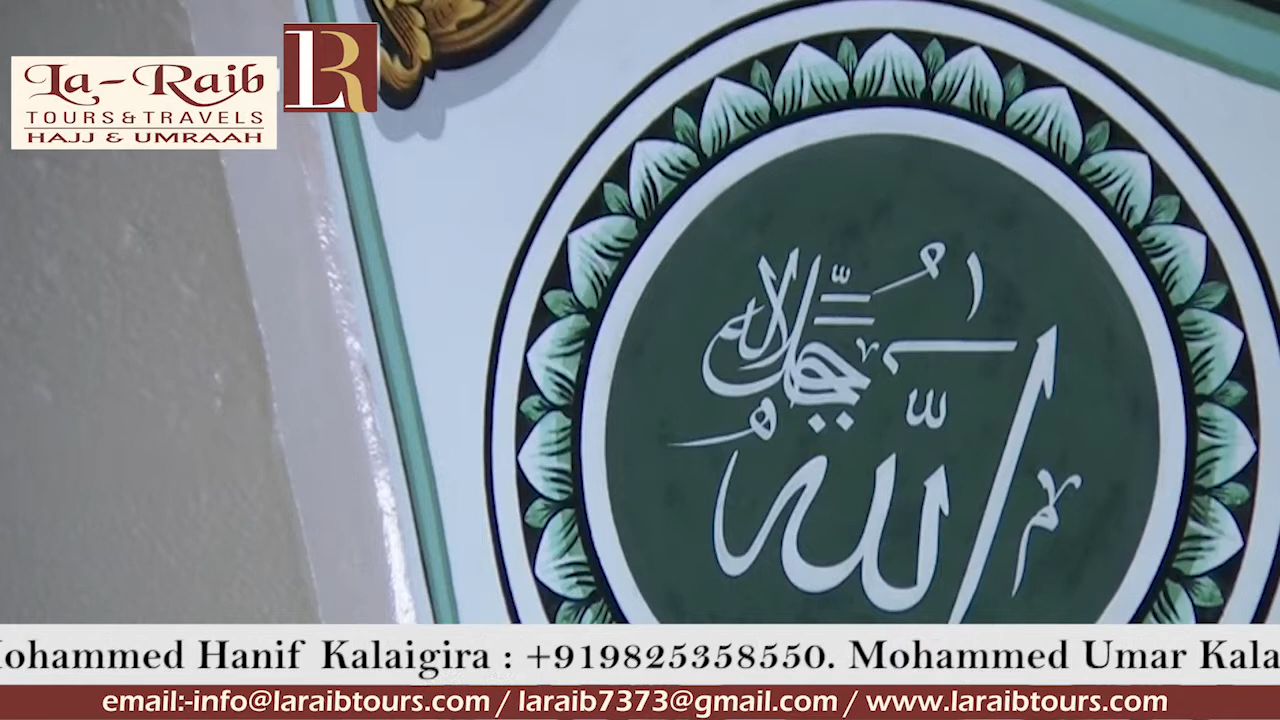 La-Raib
TOURS & TRAVELS
HAJJ & UMRAAH
LR
الله
جل جلاله
Mohammed Hanif Kalaigira : +919825358550. Mohammed Umar Kala
email:-info@laraibtours.com / laraib7373@gmail.com / www.laraibtours.com